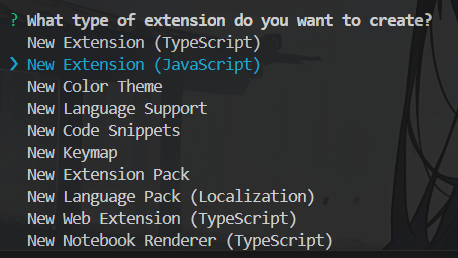 ? What type of extension do you want to create?
New Extension (TypeScript)
❯ New Extension (JavaScript)
New Color Theme
New Language Support
New Code Snippets
New Keymap
New Extension Pack
New Language Pack (Localization)
New Web Extension (TypeScript)
New Notebook Renderer (TypeScript)